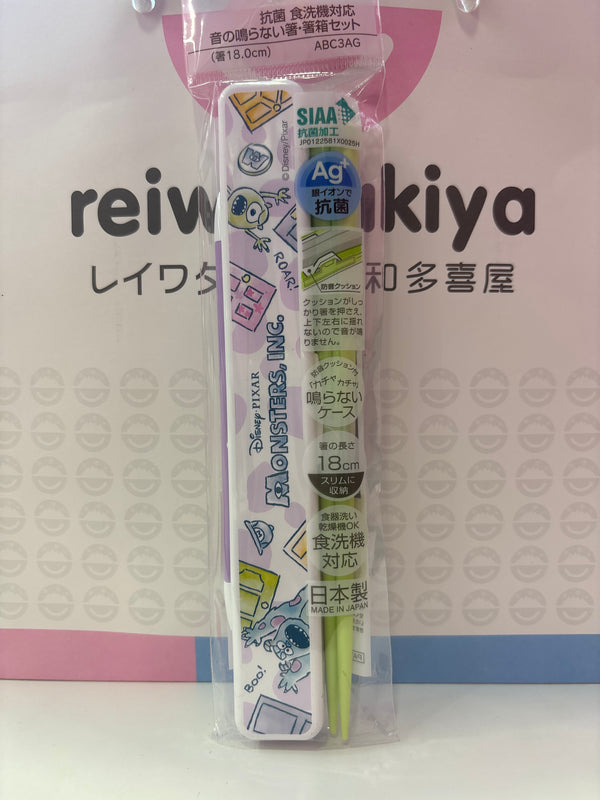 抗菌 食洗機対応
音の鳴らない箸・箸箱セット
(箸18.0cm) ABC3AG
reiw kiya
レイワタ 和多喜屋
SIAA
抗菌加工
JP0122581X0025H
Ag+
銀イオンで
抗菌
© Disney/Pixar
ROAR!
防音クッション
クッションがしっ
かり箸を押さえ、
上下左右に揺れ
ないので音が鳴
りません。
防音クッション付
「カチャカチャ」
鳴らない
ケース
Disney·PIXAR
MONSTERS, INC.
箸の長さ
18cm
スリムに
収納
食器洗い
乾燥機OK
食洗機
対応
日本製
MADE IN JAPAN
BOO!